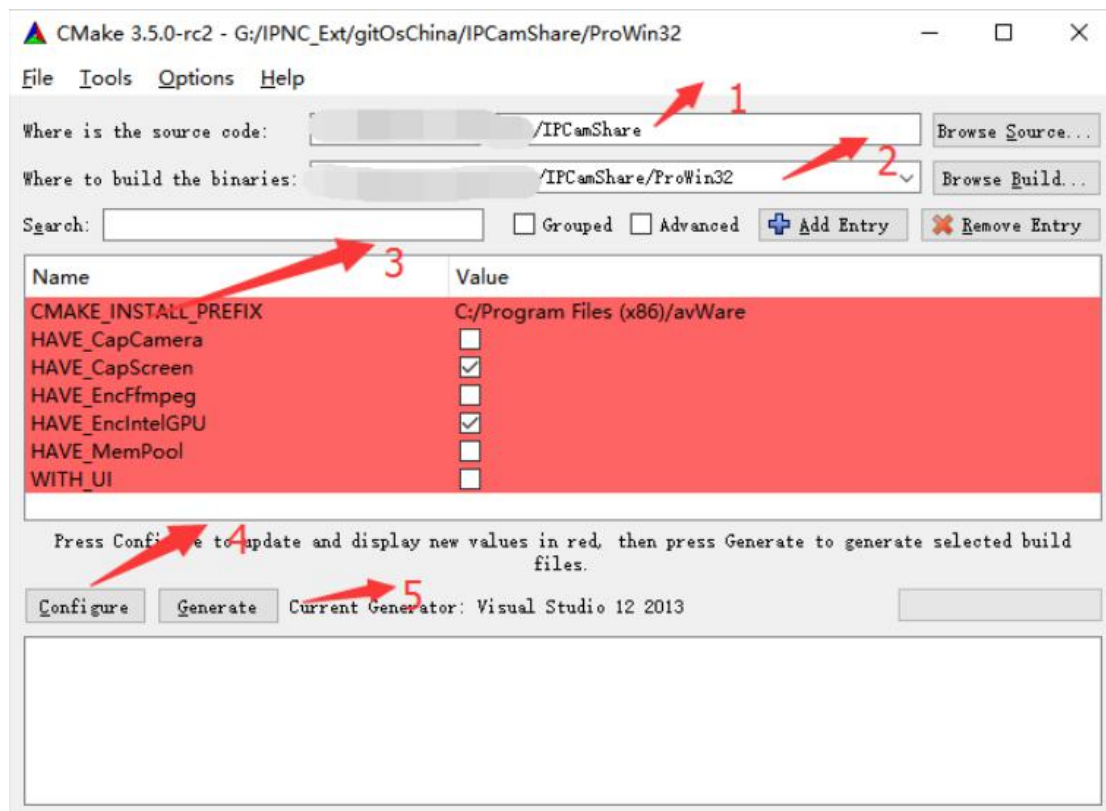 CMake 3.5.0-rc2 - G:/IPNC_Ext/gitOsChina/IPCamShare/ProWin32
File Tools Options Help
1
Where is the source code: /IPCamShare Browse Source...
2
Where to build the binaries: /IPCamShare/ProWin32 Browse Build...
Search: Grouped Advanced Add Entry Remove Entry
3
Name Value
CMAKE_INSTALL_PREFIX C:/Program Files (x86)/avWare
HAVE_CapCamera
HAVE_CapScreen
HAVE_EncFfmpeg
HAVE_EncIntelGPU
HAVE_MemPool
WITH_UI
4
Press Configure to update and display new values in red, then press Generate to generate selected build
files.
5
Configure Generate Current Generator: Visual Studio 12 2013